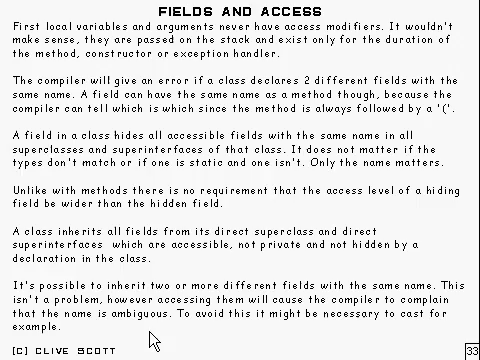 FIELDS AND ACCESS
First local variables and arguments never have access modifiers. It wouldn't
make sense, they are passed on the stack and exist only for the duration of
the method, constructor or exception handler.
The compiler will give an error if a class declares 2 different fields with the
same name. A field can have the same name as a method though, because the
compiler can tell which is which since the method is always followed by a '('.
A field in a class hides all accessible fields with the same name in all
superclasses and superinterfaces of that class. It does not matter if the
types don't match or if one is static and one isn't. Only the name matters.
Unlike with methods there is no requirement that the access level of a hiding
field be wider than the hidden field.
A class inherits all fields from its direct superclass and direct
superinterfaces which are accessible, not private and not hidden by a
declaration in the class.
It's possible to inherit two or more different fields with the same name. This
isn't a problem, however accessing them will cause the compiler to complain
that the name is ambiguous. To avoid this it might be necessary to cast for
example.
[C] CLIVE SCOTT
33